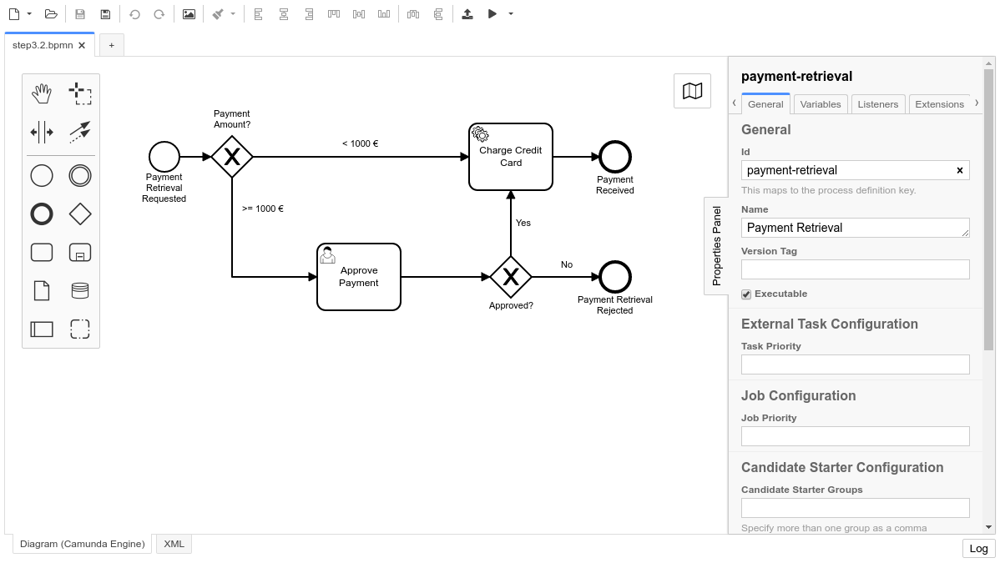 step3.2.bpmn ×
+
Payment
Amount?
< 1000 €
Charge Credit
Card
Payment
Retrieval
Requested
Payment
Received
>= 1000 €
Yes
Approve
Payment
No
Approved?
Payment Retrieval
Rejected
Properties Panel
payment-retrieval
General
Variables
Listeners
Extensions
General
Id
payment-retrieval
This maps to the process definition key.
Name
Payment Retrieval
Version Tag
Executable
External Task Configuration
Task Priority
Job Configuration
Job Priority
Candidate Starter Configuration
Candidate Starter Groups
Specify more than one group as a comma
Diagram (Camunda Engine)
XML
Log